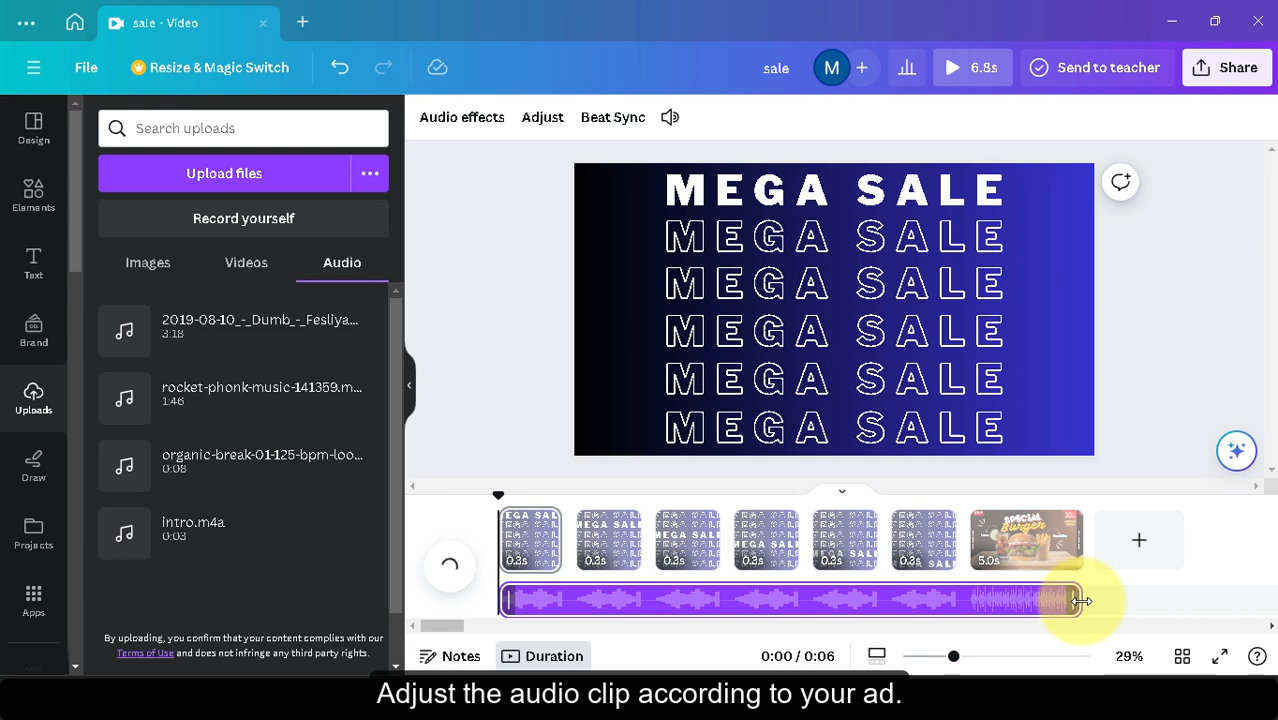 sale - Video
File
Resize & Magic Switch
sale
M
6.8s
Send to teacher
Share
Design
Elements
Text
Brand
Uploads
Draw
Projects
Apps
Search uploads
Upload files
Record yourself
Images
Videos
Audio
2019-08-10_-_Dumb_-_Fesliya...
3:18
rocket-phonk-music-141359.m...
1:46
organic-break-01-125-bpm-loo...
0:08
intro.m4a
0:03
By uploading, you confirm that your content complies with our
Terms of Use and does not infringe any third party rights.
Audio effects
Adjust
Beat Sync
MEGA SALE
MEGA SALE
MEGA SALE
MEGA SALE
MEGA SALE
MEGA SALE
0.3s
0.3s
0.3s
0.3s
0.3s
0.3s
SPECIAL
Burger
5.0s
Notes
Duration
0:00 / 0:06
29%
Adjust the audio clip according to your ad.